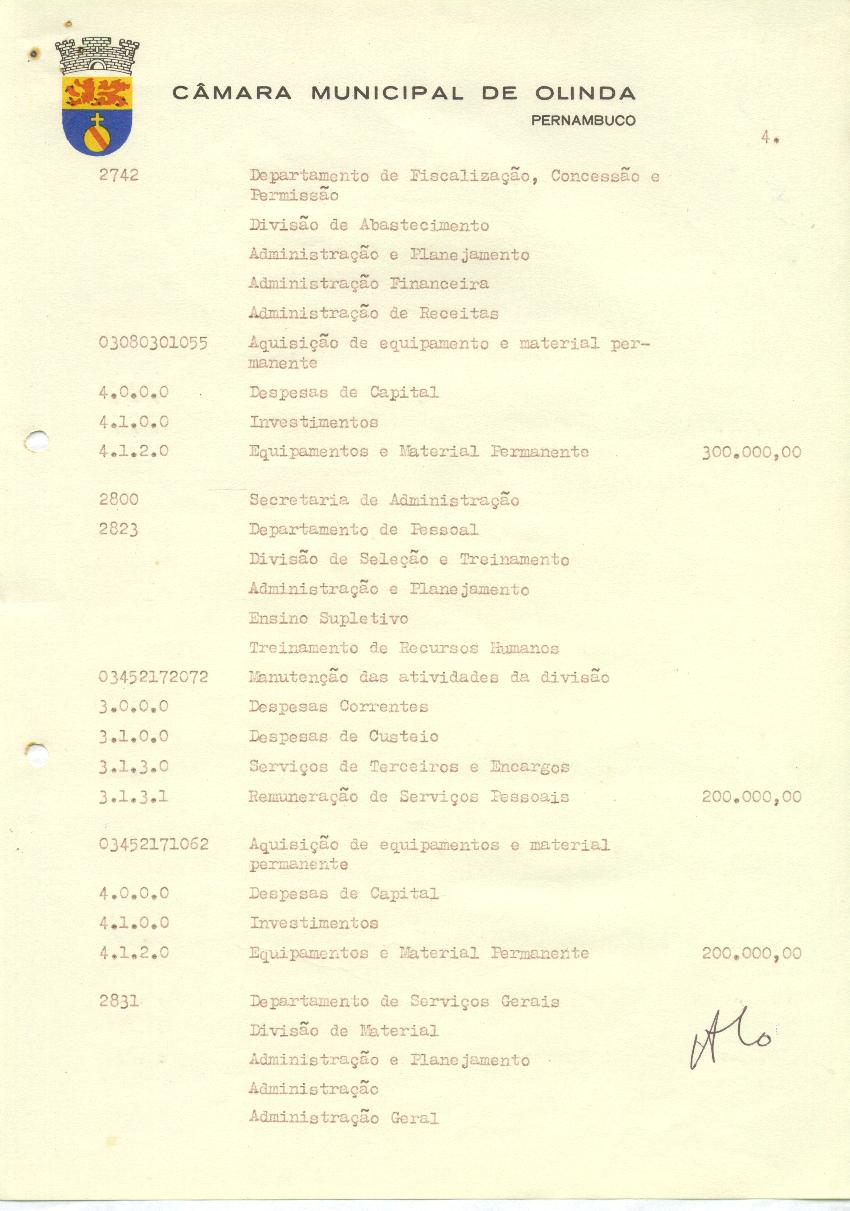 CÂMARA MUNICIPAL DE OLINDA
PERNAMBUCO
4.
2742 Departamento de Fiscalização, Concessão e
Permissão
Divisão de Abastecimento
Administração e Planejamento
Administração Financeira
Administração de Receitas
03080301055 Aquisição de equipamento e material per-
manente
4.0.0.0 Despesas de Capital
4.1.0.0 Investimentos
4.1.2.0 Equipamentos e Material Permanente 300.000,00
2800 Secretaria de Administração
2823 Departamento de Pessoal
Divisão de Seleção e Treinamento
Administração e Planejamento
Ensino Supletivo
Treinamento de Recursos Humanos
03452172072 Manutenção das atividades da divisão
3.0.0.0 Despesas Correntes
3.1.0.0 Despesas de Custeio
3.1.3.0 Serviços de Terceiros e Encargos
3.1.3.1 Remuneração de Serviços Pessoais 200.000,00
03452171062 Aquisição de equipamentos e material
permanente
4.0.0.0 Despesas de Capital
4.1.0.0 Investimentos
4.1.2.0 Equipamentos e Material Permanente 200.000,00
2831 Departamento de Serviços Gerais
Divisão de Material
Administração e Planejamento
Administração
Administração Geral